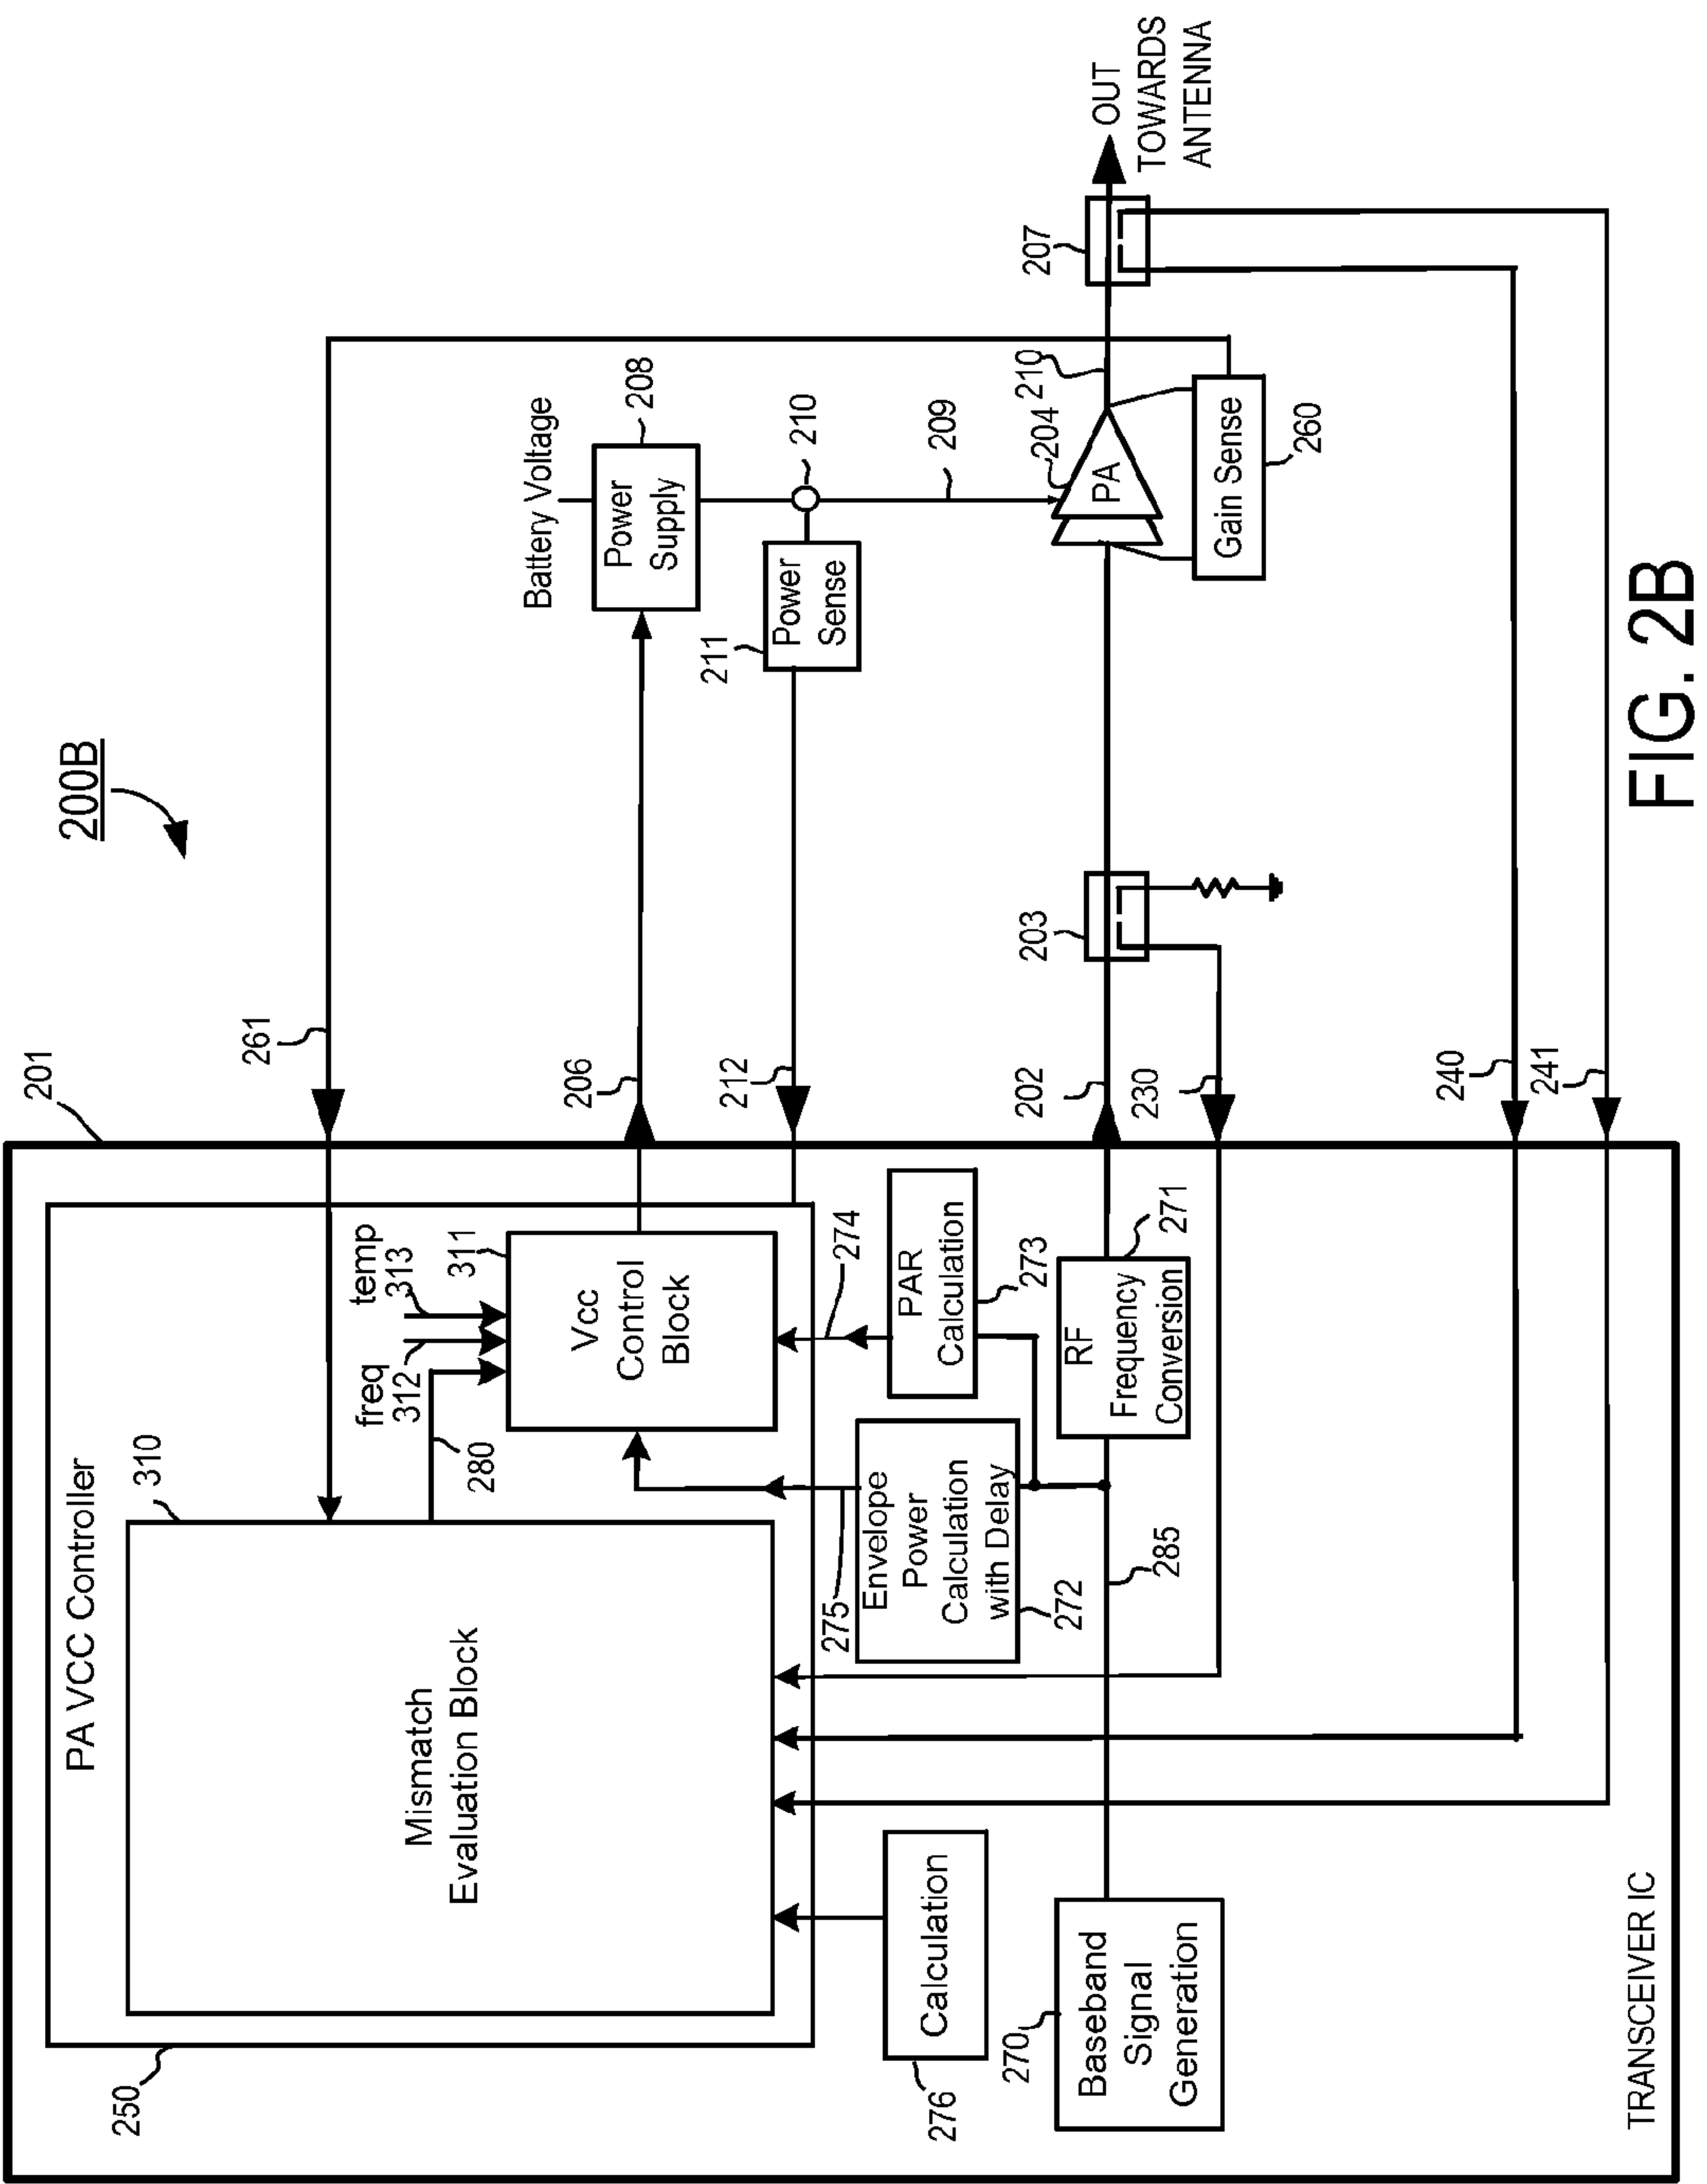 200B
201
PA VCC Controller
250
310
Mismatch
Evaluation Block
280
freq
312
temp
313
311
Vcc
Control
Block
261
206
212
Battery Voltage
Power
Supply
208
211
Power
Sense
210
209
275
274
Envelope
Power
Calculation
with Delay
272
PAR
Calculation
273
276
Calculation
270
Baseband
Signal
Generation
285
RF
Frequency
Conversion
271
202
230
203
204
PA
210
207
OUT
TOWARDS
ANTENNA
Gain Sense
260
240
241
TRANSCEIVER IC
FIG. 2B